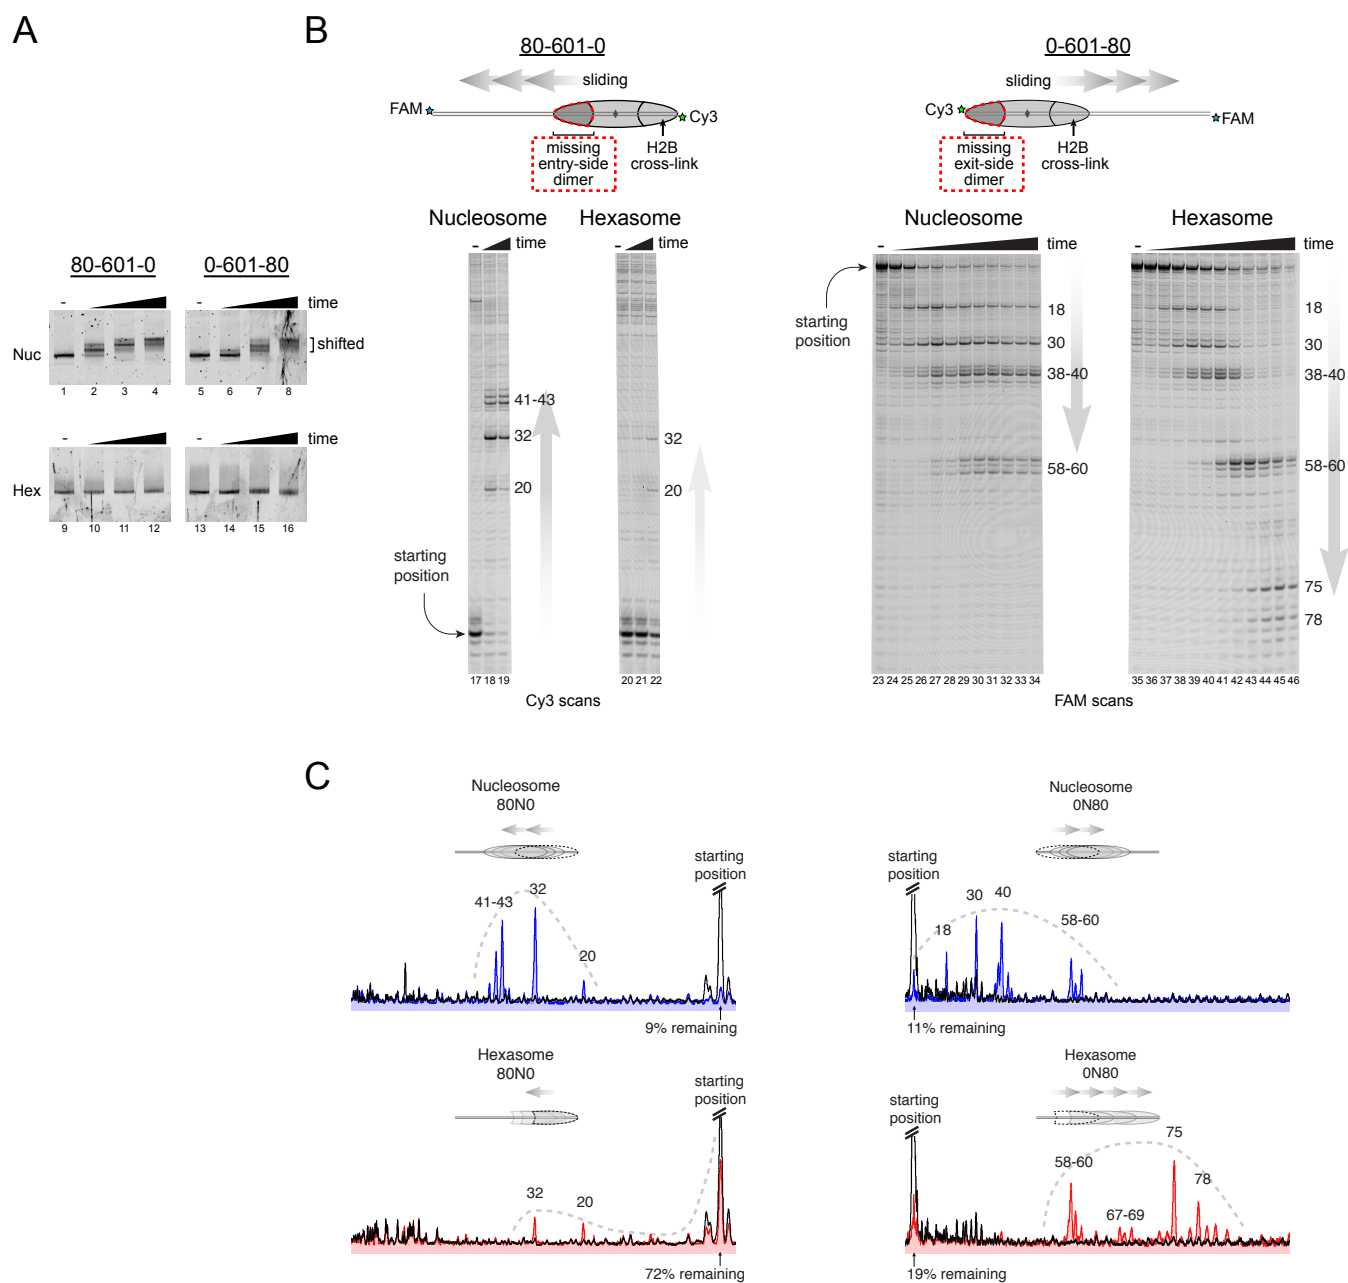 A
80-601-0
0-601-80
-
time
-
time
Nuc
shifted
1 2 3 4
5 6 7 8
-
time
-
time
Hex
9 10 11 12
13 14 15 16
B
80-601-0
sliding
FAM
Cy3
missing
entry-side
dimer
H2B
cross-link
0-601-80
sliding
Cy3
FAM
missing
exit-side
dimer
H2B
cross-link
Nucleosome
Hexasome
- time
- time
41-43
32
20
32
20
starting
position
17 18 19
20 21 22
Cy3 scans
Nucleosome
Hexasome
- time
- time
starting
position
18
30
38-40
58-60
18
30
38-40
58-60
75
78
23 24 25 26 27 28 29 30 31 32 33 34
35 36 37 38 39 40 41 42 43 44 45 46
FAM scans
C
Nucleosome
80N0
starting
position
41-43
32
20
9% remaining
Nucleosome
0N80
starting
position
18
30
40
58-60
11% remaining
Hexasome
80N0
starting
position
32
20
72% remaining
Hexasome
0N80
starting
position
58-60
67-69
75
78
19% remaining